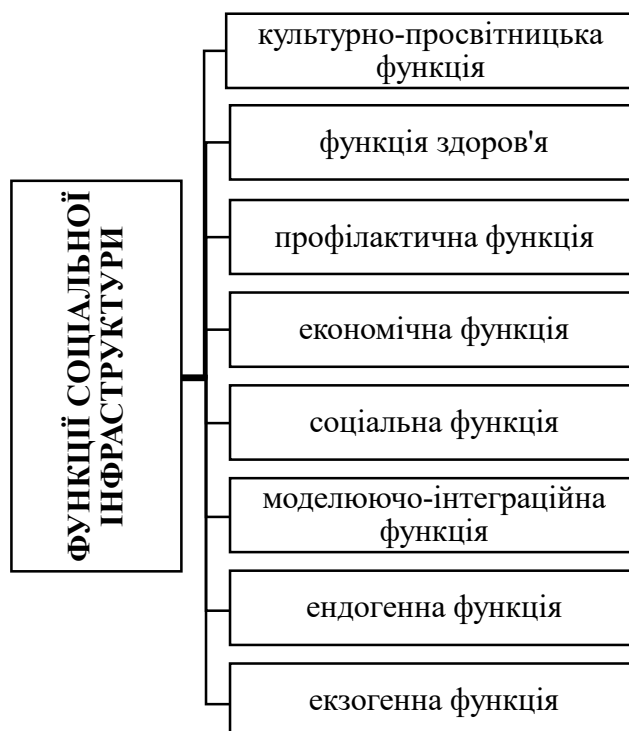 ФУНКЦІЇ СОЦІАЛЬНОЇ
ІНФРАСТРУКТУРИ
культурно-просвітницька
функція
функція здоров'я
профілактична функція
економічна функція
соціальна функція
моделюючо-інтеграційна
функція
ендогенна функція
екзогенна функція